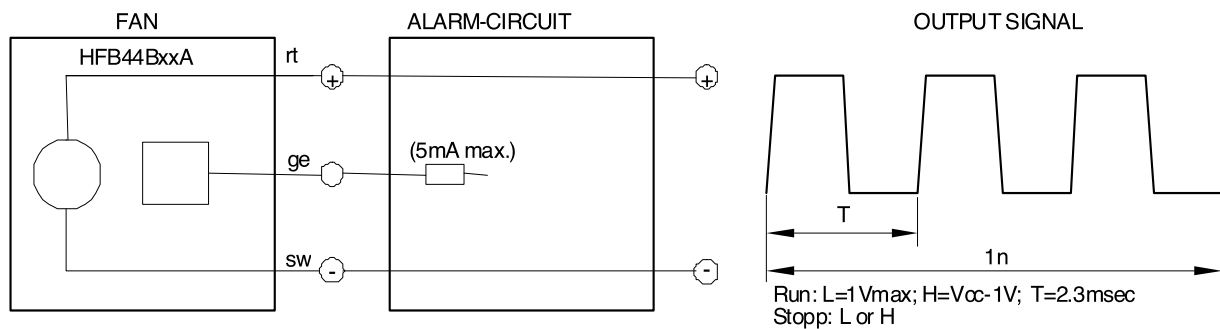 FAN
ALARM-CIRCUIT
OUTPUT SIGNAL
HFB44BxxA
rt
+
+
(5mA max.)
ge
T
sw
-
-
1n
Run: L=1Vmax; H=Vcc-1V; T=2.3msec
Stopp: L or H